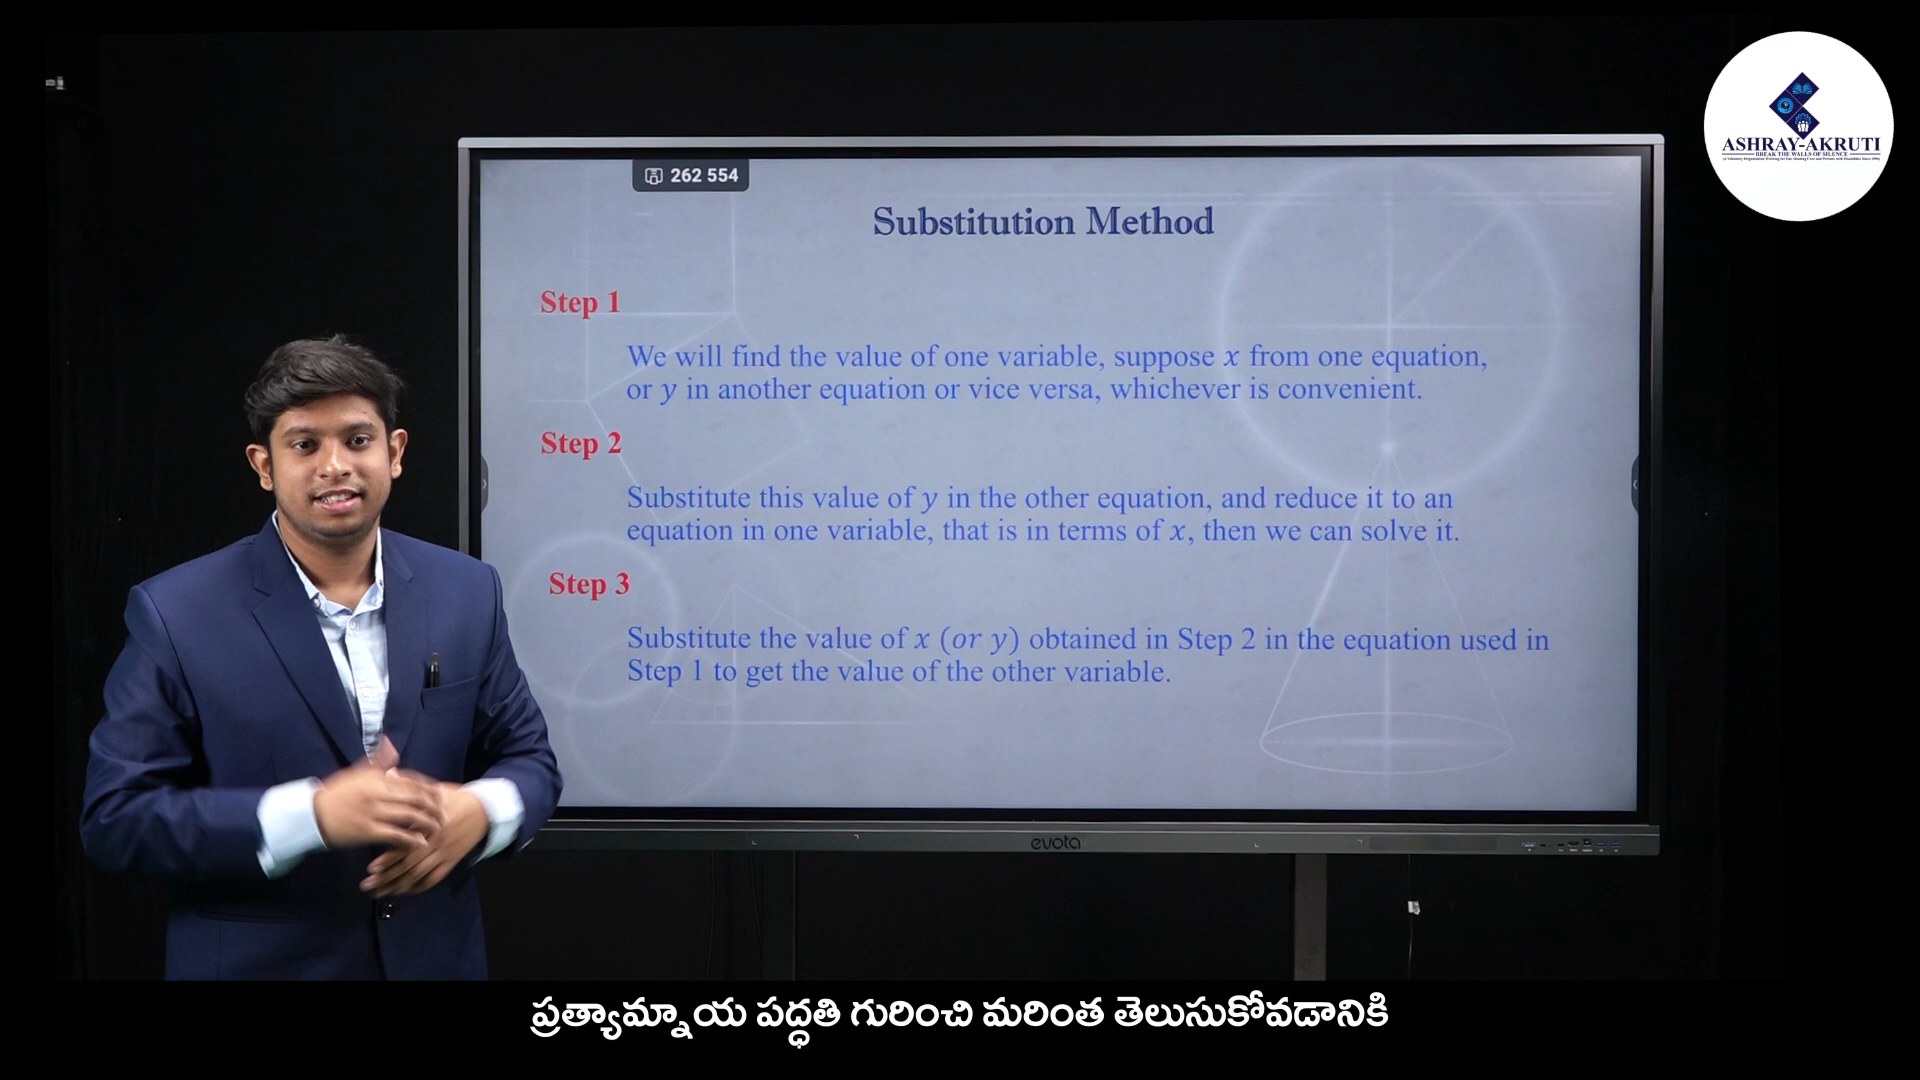 ASHRAY-AKRUTI
BREAK THE WALLS OF SILENCE
262 554
Substitution Method
Step 1
We will find the value of one variable, suppose x from one equation,
or y in another equation or vice versa, whichever is convenient.
Step 2
Substitute this value of y in the other equation, and reduce it to an
equation in one variable, that is in terms of x, then we can solve it.
Step 3
Substitute the value of x (or y) obtained in Step 2 in the equation used in
Step 1 to get the value of the other variable.
evota
ప్రత్యామ్నాయ పద్ధతి గురించి మరింత తెలుసుకోవడానికి